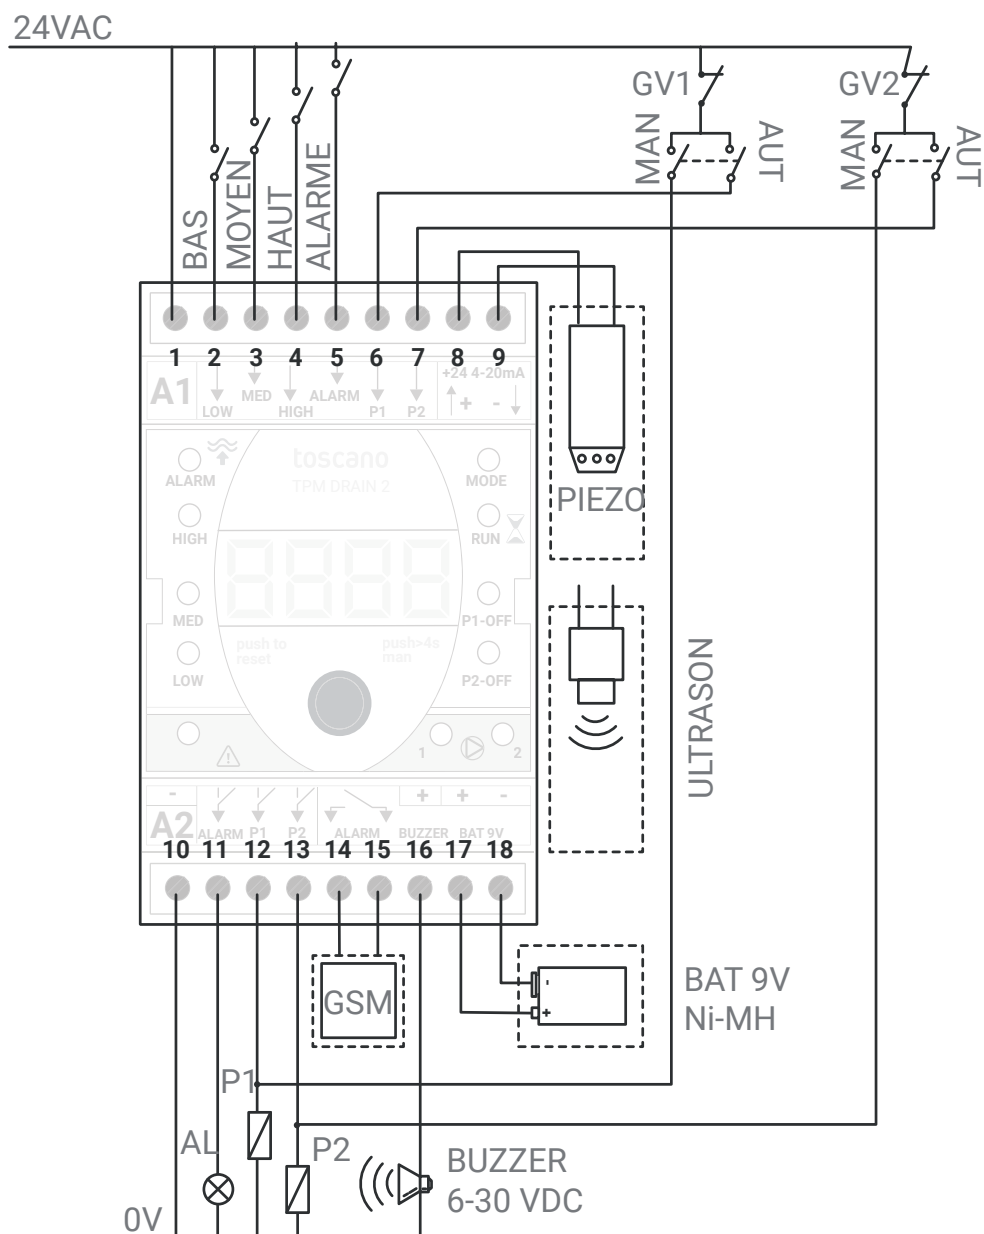 24VAC
GV1
GV2
MAN
AUT
MAN
AUT
BAS
MOYEN
HAUT
ALARME
1 2 3 4 5 6 7 8 9
A1
LOW
MED
HIGH
ALARM
P1
P2
+24 4-20mA
+ -
toscano
TPM DRAIN 2
ALARM
MODE
HIGH
RUN
8888
MED
P1-OFF
push to
reset
push>4s
man
LOW
P2-OFF
1 2
PIEZO
ULTRASON
- + + -
A2
ALARM P1 P2 ALARM BUZZER BAT 9V
10 11 12 13 14 15 16 17 18
GSM
-
+
BAT 9V
Ni-MH
P1
AL
P2
BUZZER
6-30 VDC
0V